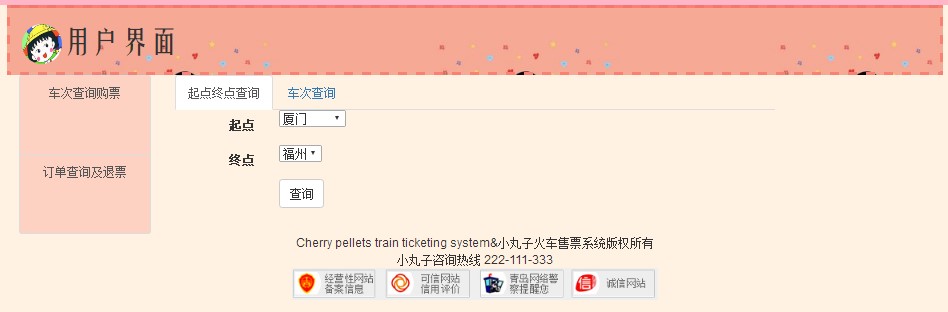 用户界面
车次查询购票
订单查询及退票
起点终点查询 车次查询
起点 厦门
终点 福州
查询
Cherry pellets train ticketing system&小丸子火车售票系统版权所有
小丸子咨询热线 222-111-333
经营性网站
备案信息
可信网站
信用评价
青岛网络警
察提醒您
信
诚信网站